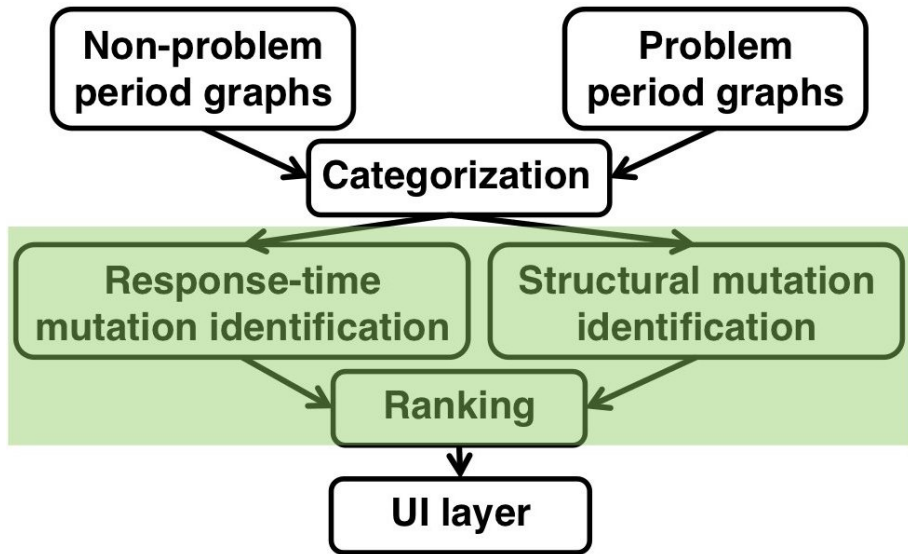 Non-problem
period graphs
Problem
period graphs
Categorization
Response-time
mutation identification
Structural mutation
identification
Ranking
UI layer